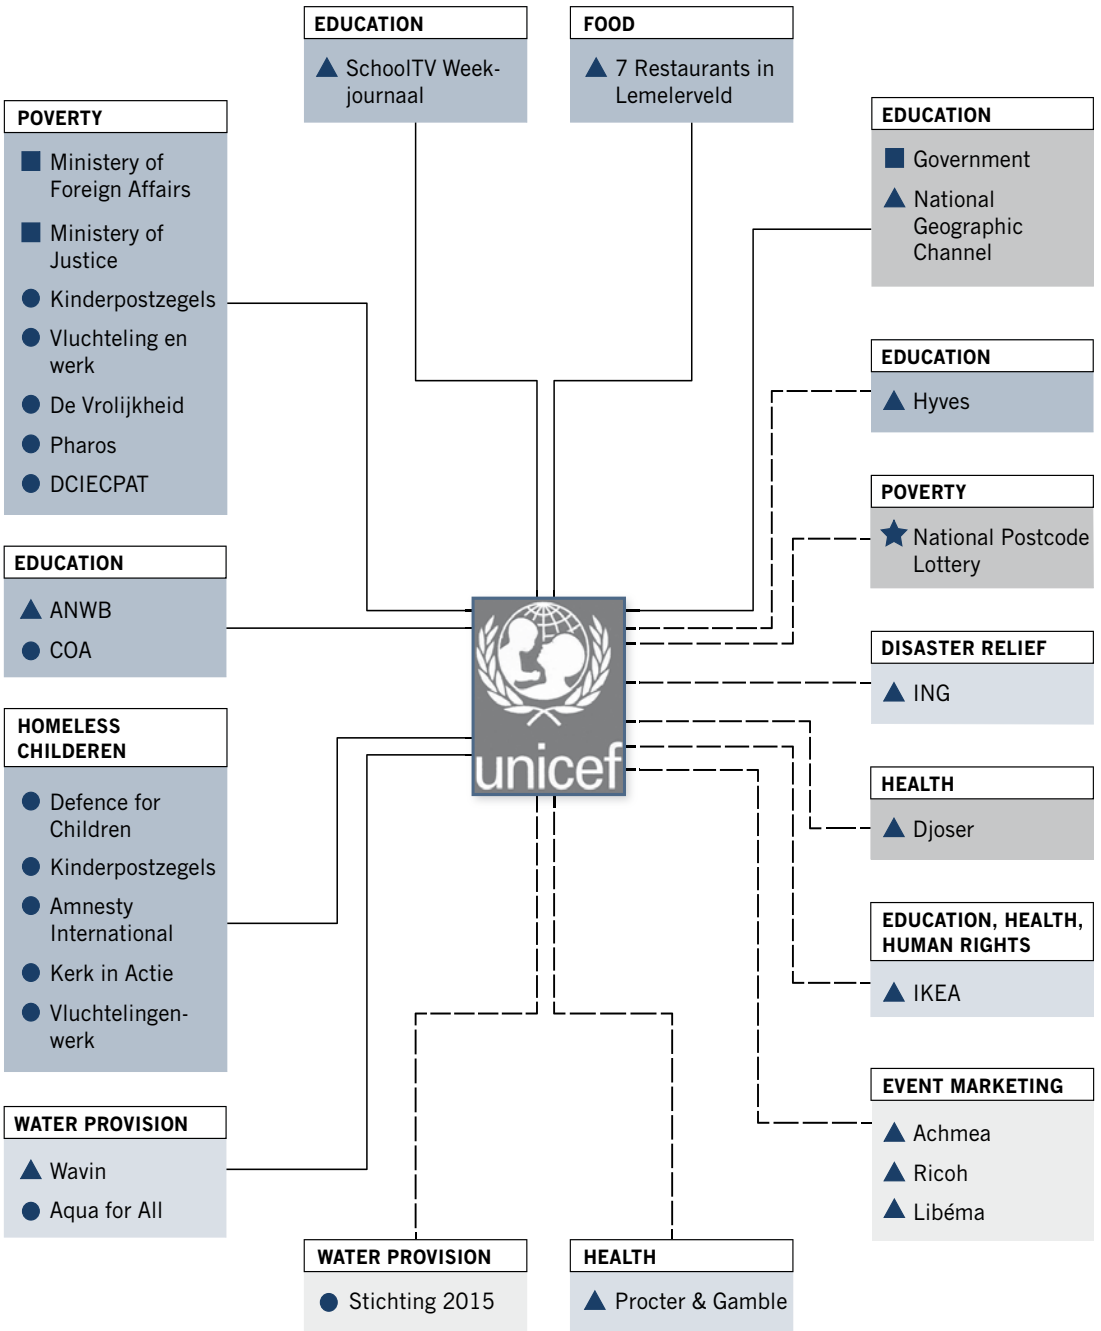 EDUCATION
SchoolTV Week-
journaal
FOOD
7 Restaurants in
Lemelerveld
POVERTY
Ministery of
Foreign Affairs
Ministery of
Justice
Kinderpostzegels
Vluchteling en
werk
De Vrolijkheid
Pharos
DCIECPAT
EDUCATION
ANWB
COA
HOMELESS
CHILDEREN
Defence for
Children
Kinderpostzegels
Amnesty
International
Kerk in Actie
Vluchtelingen-
werk
WATER PROVISION
Wavin
Aqua for All
unicef
EDUCATION
Government
National
Geographic
Channel
EDUCATION
Hyves
POVERTY
National Postcode
Lottery
DISASTER RELIEF
ING
HEALTH
Djoser
EDUCATION, HEALTH,
HUMAN RIGHTS
IKEA
EVENT MARKETING
Achmea
Ricoh
Libéma
WATER PROVISION
Stichting 2015
HEALTH
Procter & Gamble